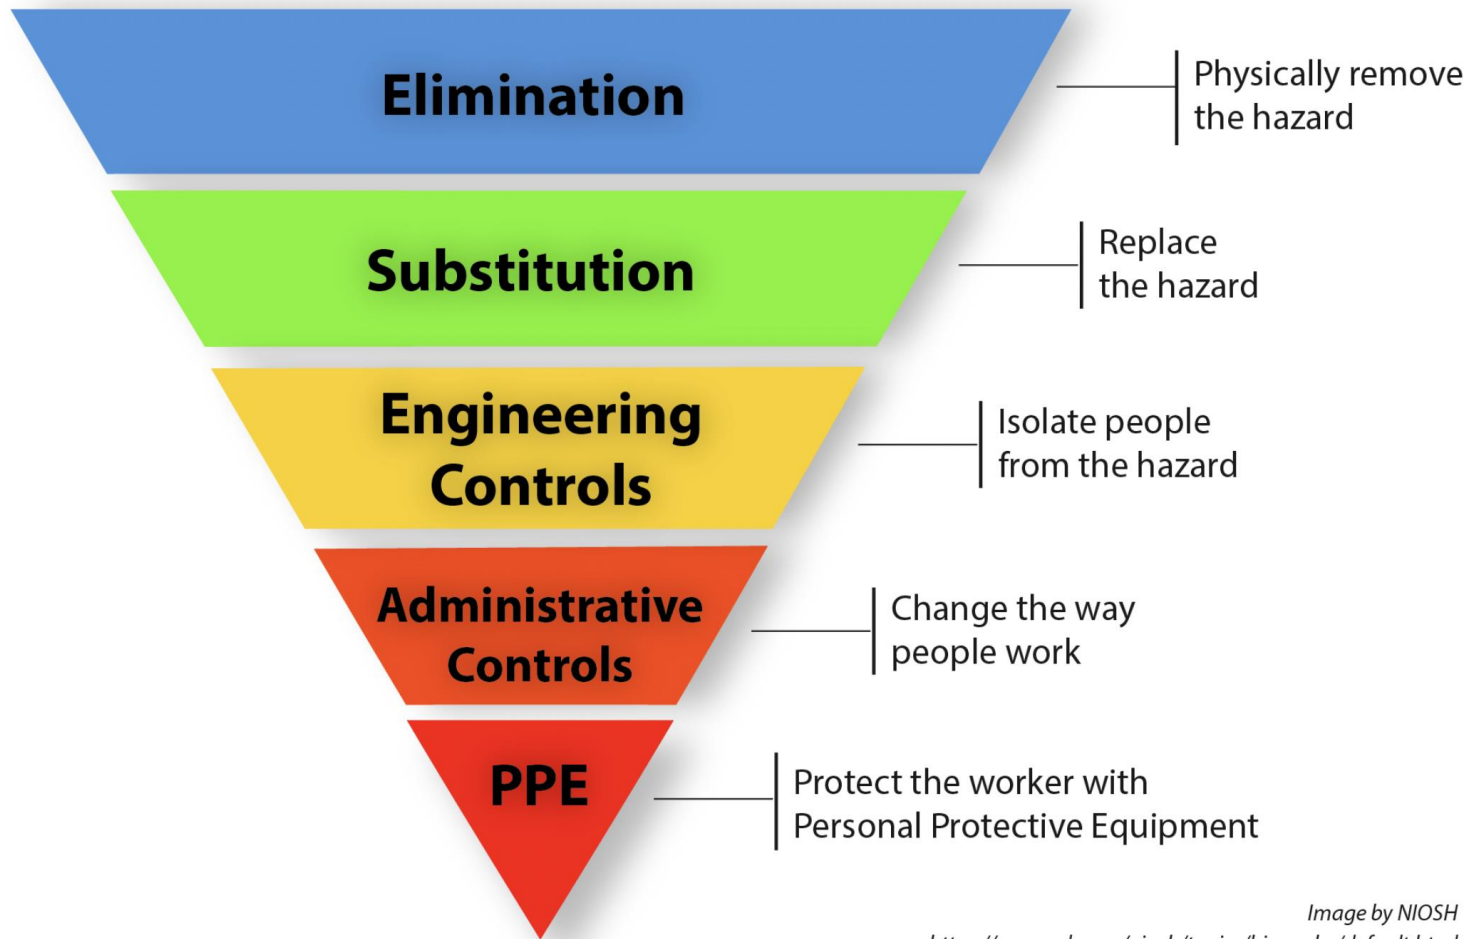 Elimination
Physically remove
the hazard
Substitution
Replace
the hazard
Engineering
Controls
Isolate people
from the hazard
Administrative
Controls
Change the way
people work
PPE
Protect the worker with
Personal Protective Equipment
Image by NIOSH